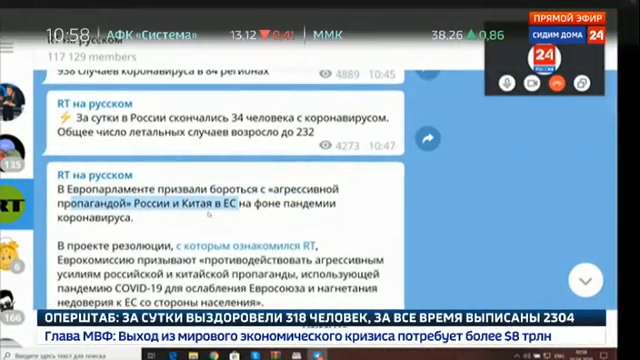 10:58 АФК «Система» 13.12 0,41 ММК 38.26 0,86
ПРЯМОЙ ЭФИР
СИДИМ ДОМА 24
на русском
117 129 members
938 случаев коронавируса в 84 регионах
4889 10:45
24
РОССИЯ
RT на русском
⚡ За сутки в России скончались 34 человека с коронавирусом.
Общее число летальных случаев возросло до 232
4273 10:47
135
RT на русском
В Европарламенте призвали бороться с «агрессивной
пропагандой» России и Китая в ЕС на фоне пандемии
коронавируса.
RT
В проекте резолюции, с которым ознакомился RT,
Еврокомиссию призывают «противодействовать агрессивным
усилиям российской и китайской пропаганды, использующей
пандемию COVID-19 для ослабления Евросоюза и нагнетания
недоверия к ЕС со стороны населения».
166
ОПЕРШТАБ: ЗА СУТКИ ВЫЗДОРОВЕЛИ 318 ЧЕЛОВЕК, ЗА ВСЕ ВРЕМЯ ВЫПИСАНЫ 2304
Глава МВФ: Выход из мирового экономического кризиса потребует более $8 трлн